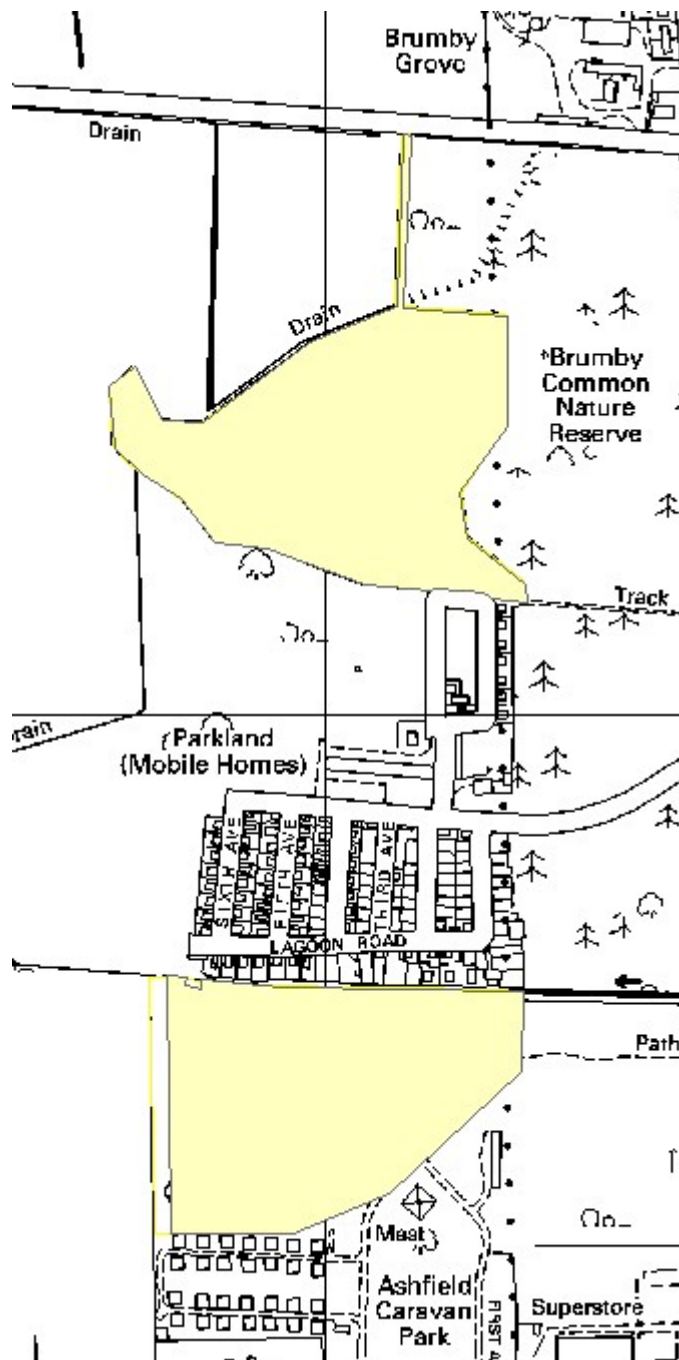 Brumby
Grove
Drain
Drain
Brumby
Common
Nature
Reserve
Track
Parkland
(Mobile Homes)
SIXTH AVE
FIFTH AVE
THIRD AVE
LAGOON ROAD
Path
Mast
Ashfield
Caravan
Park
Superstore
FIRST